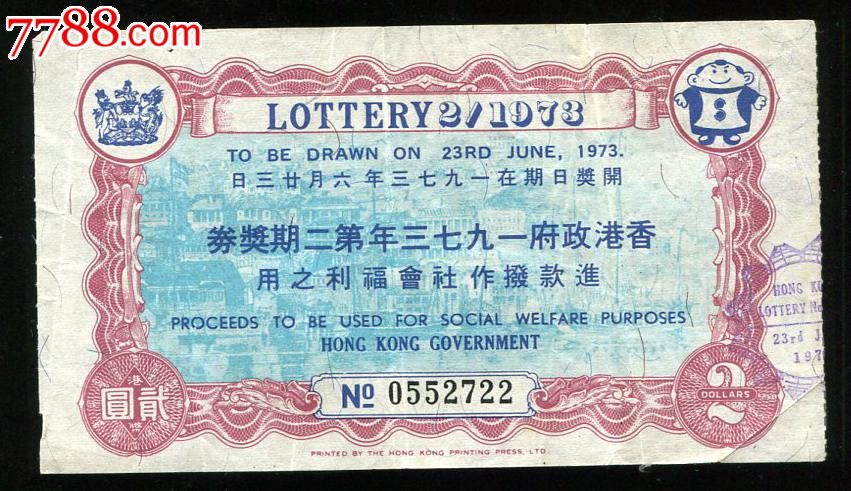 7788.com
LOTTERY 2/1973
TO BE DRAWN ON 23RD JUNE, 1973.
開獎日期在一九七三年六月廿三日
香港政府一九七三年第二期獎券
進款撥作社會福利之用
PROCEEDS TO BE USED FOR SOCIAL WELFARE PURPOSES
HONG KONG GOVERNMENT
HONG
LOTTERY
23rd
港
貳圓
Nº 0552722
2
DOLLARS
PRINTED BY THE HONG KONG PRINTING PRESS, LTD.